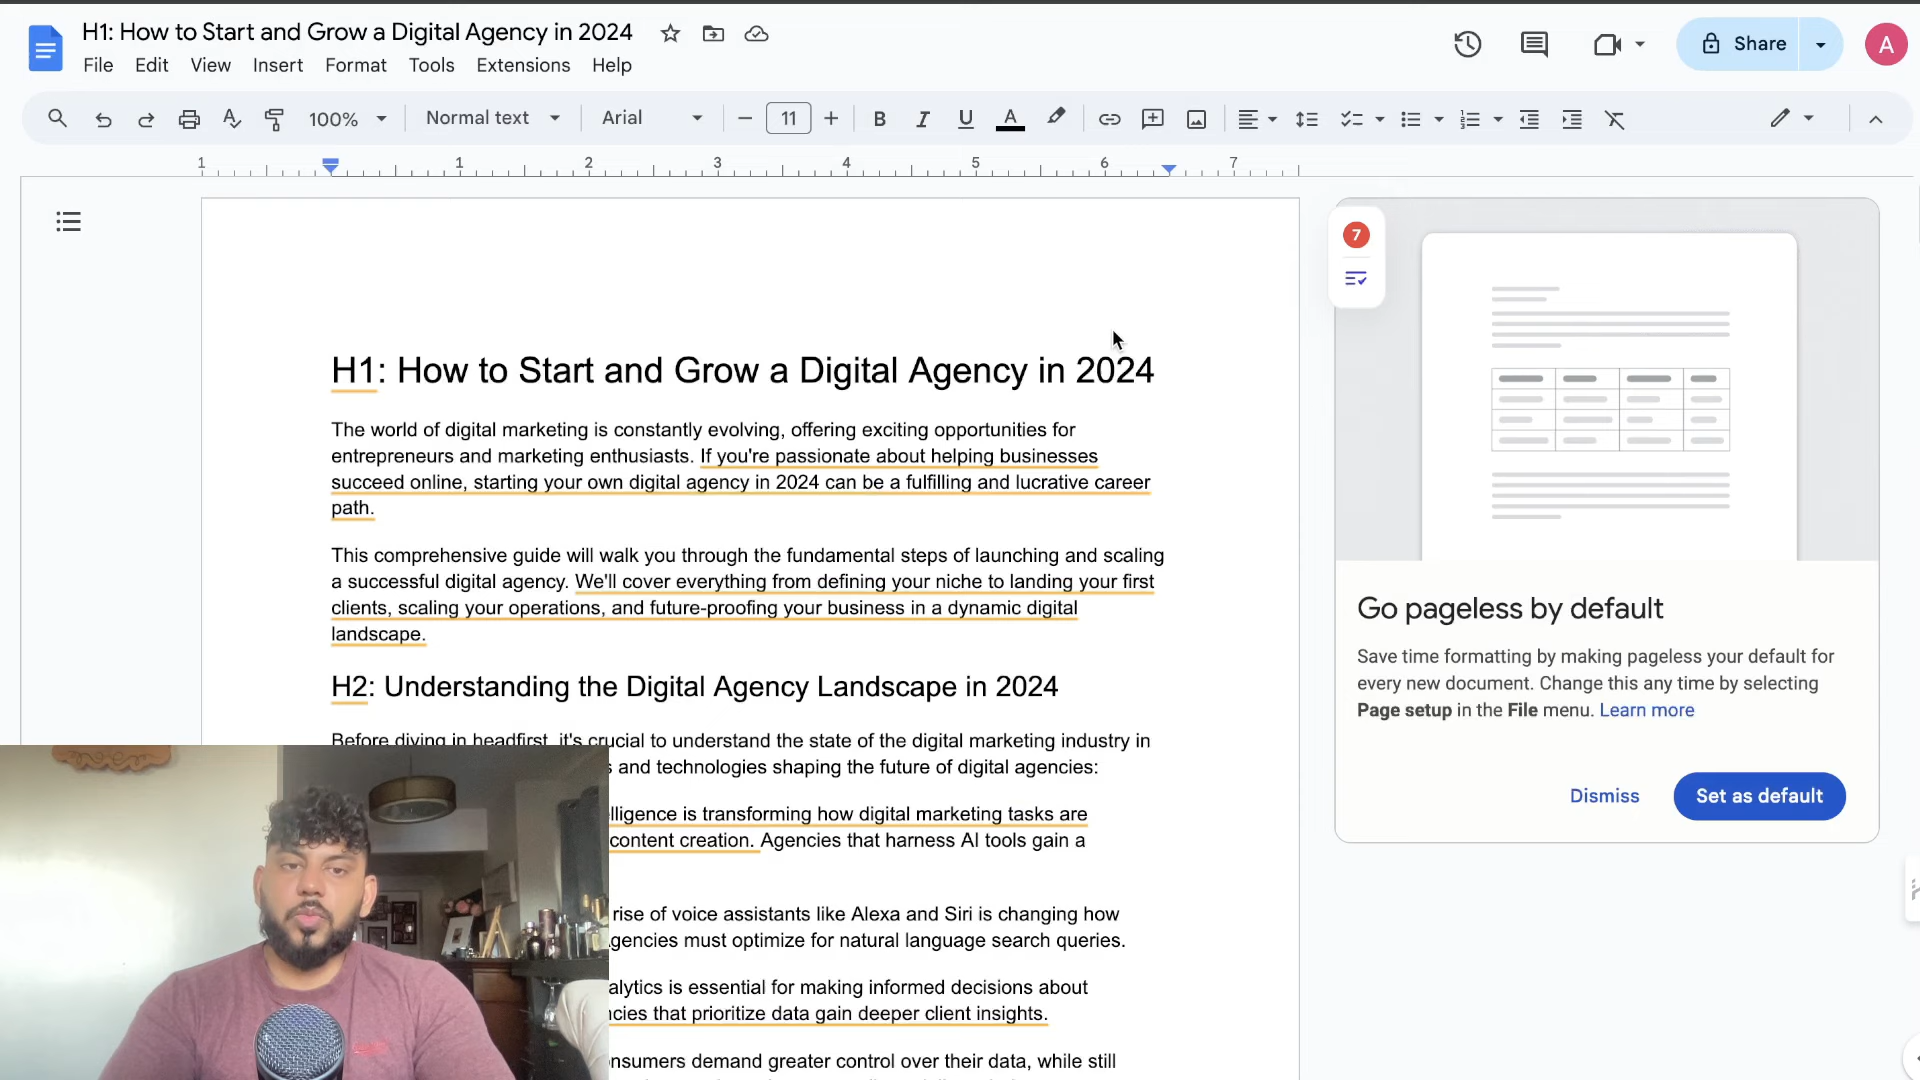 H1: How to Start and Grow a Digital Agency in 2024
File Edit View Insert Format Tools Extensions Help
Share
A
100% Normal text Arial 11 B I U A
1 1 2 3 4 5 6 7
7
H1: How to Start and Grow a Digital Agency in 2024
The world of digital marketing is constantly evolving, offering exciting opportunities for
entrepreneurs and marketing enthusiasts. If you're passionate about helping businesses
succeed online, starting your own digital agency in 2024 can be a fulfilling and lucrative career
path.
This comprehensive guide will walk you through the fundamental steps of launching and scaling
a successful digital agency. We'll cover everything from defining your niche to landing your first
clients, scaling your operations, and future-proofing your business in a dynamic digital
landscape.
H2: Understanding the Digital Agency Landscape in 2024
Before diving in headfirst, it's crucial to understand the state of the digital marketing industry in
and technologies shaping the future of digital agencies:
is transforming how digital marketing tasks are
content creation. Agencies that harness AI tools gain a
rise of voice assistants like Alexa and Siri is changing how
must optimize for natural language search queries.
is essential for making informed decisions about
that prioritize data gain deeper client insights.
demand greater control over their data, while still
Go pageless by default
Save time formatting by making pageless your default for
every new document. Change this any time by selecting
Page setup in the File menu. Learn more
Dismiss
Set as default